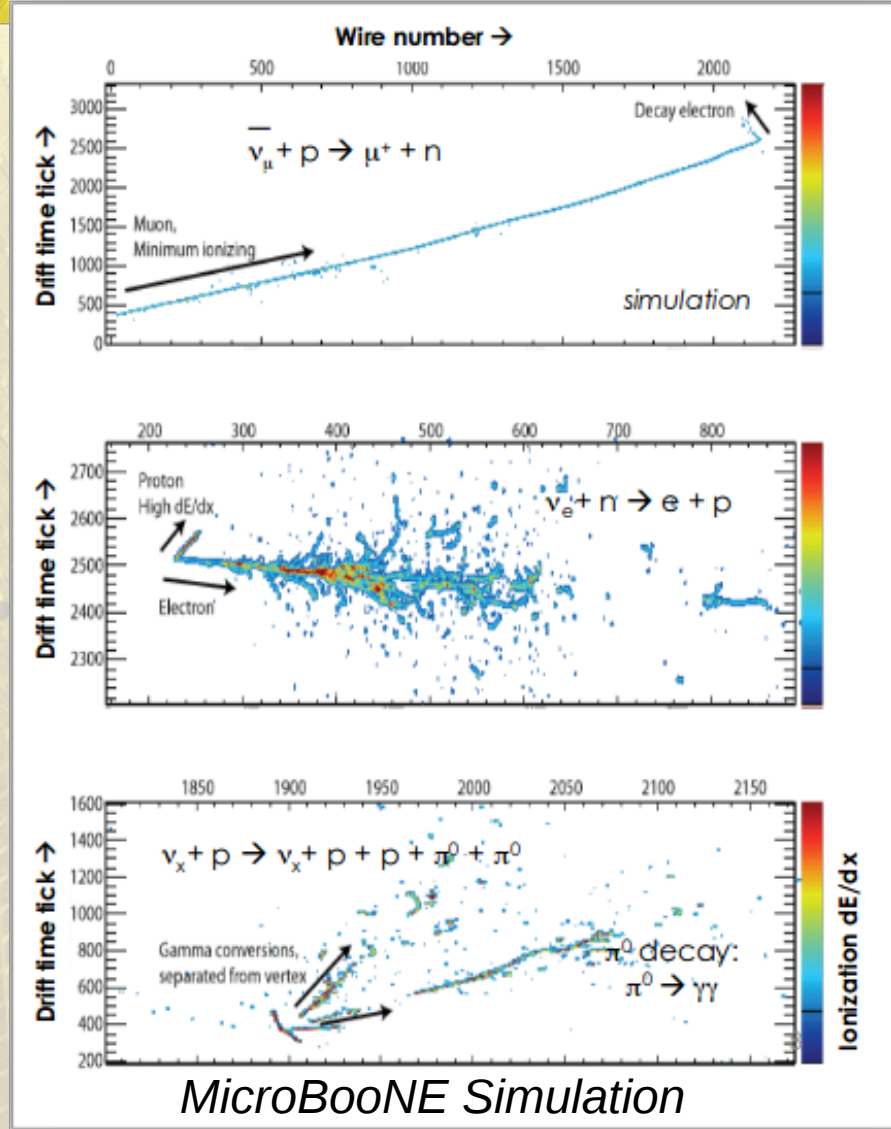 Wire number →
0 500 1000 1500 2000
3000
2500
2000
1500
1000
500
0
Drift time tick →
Decay electron
ν̅_μ + p → μ⁺ + n
Muon,
Minimum ionizing
simulation
200 300 400 500 600 700 800
2700
2600
2500
2400
2300
Drift time tick →
Proton
High dE/dx
ν_e + n → e + p
Electron
1850 1900 1950 2000 2050 2100 2150
1600
1400
1200
1000
800
600
400
200
Drift time tick →
ν_x + p → ν_x + p + p + π⁰ + π⁰
Gamma conversions,
separated from vertex
π⁰ decay:
π⁰ → γγ
Ionization dE/dx
MicroBooNE Simulation